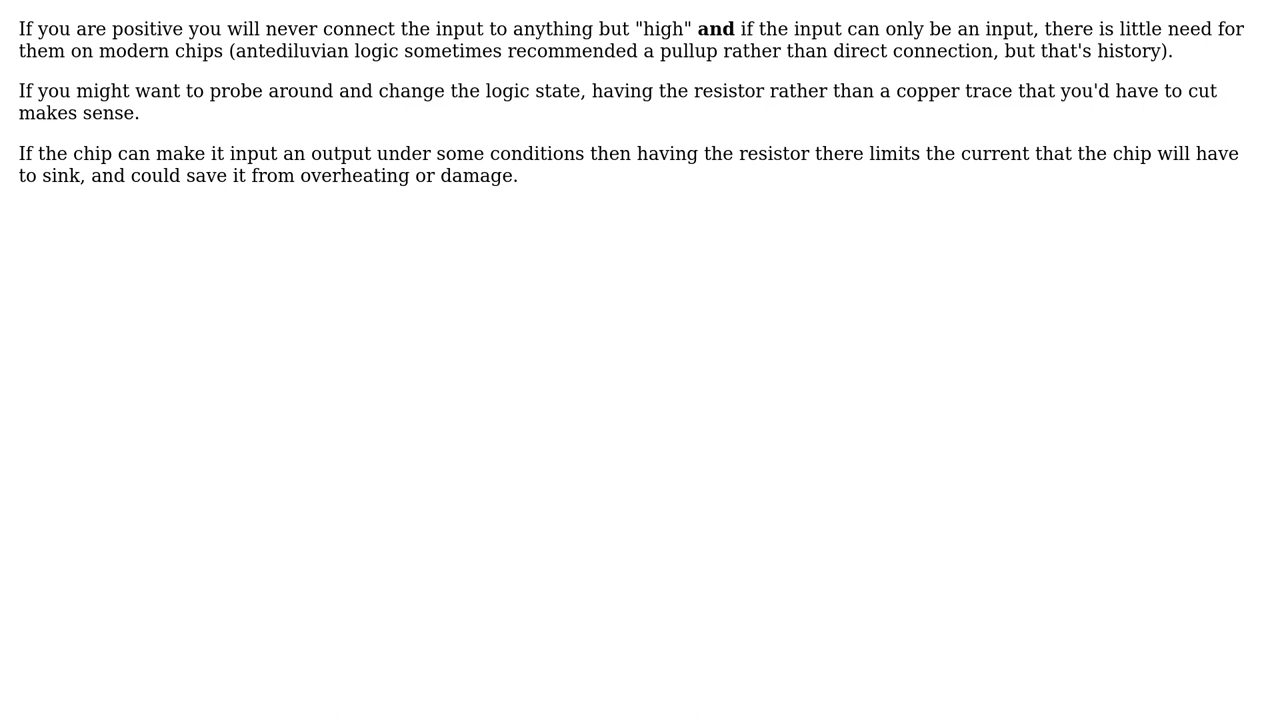 If you are positive you will never connect the input to anything but "high" and if the input can only be an input, there is little need for
them on modern chips (antediluvian logic sometimes recommended a pullup rather than direct connection, but that's history).
If you might want to probe around and change the logic state, having the resistor rather than a copper trace that you'd have to cut
makes sense.
If the chip can make it input an output under some conditions then having the resistor there limits the current that the chip will have
to sink, and could save it from overheating or damage.